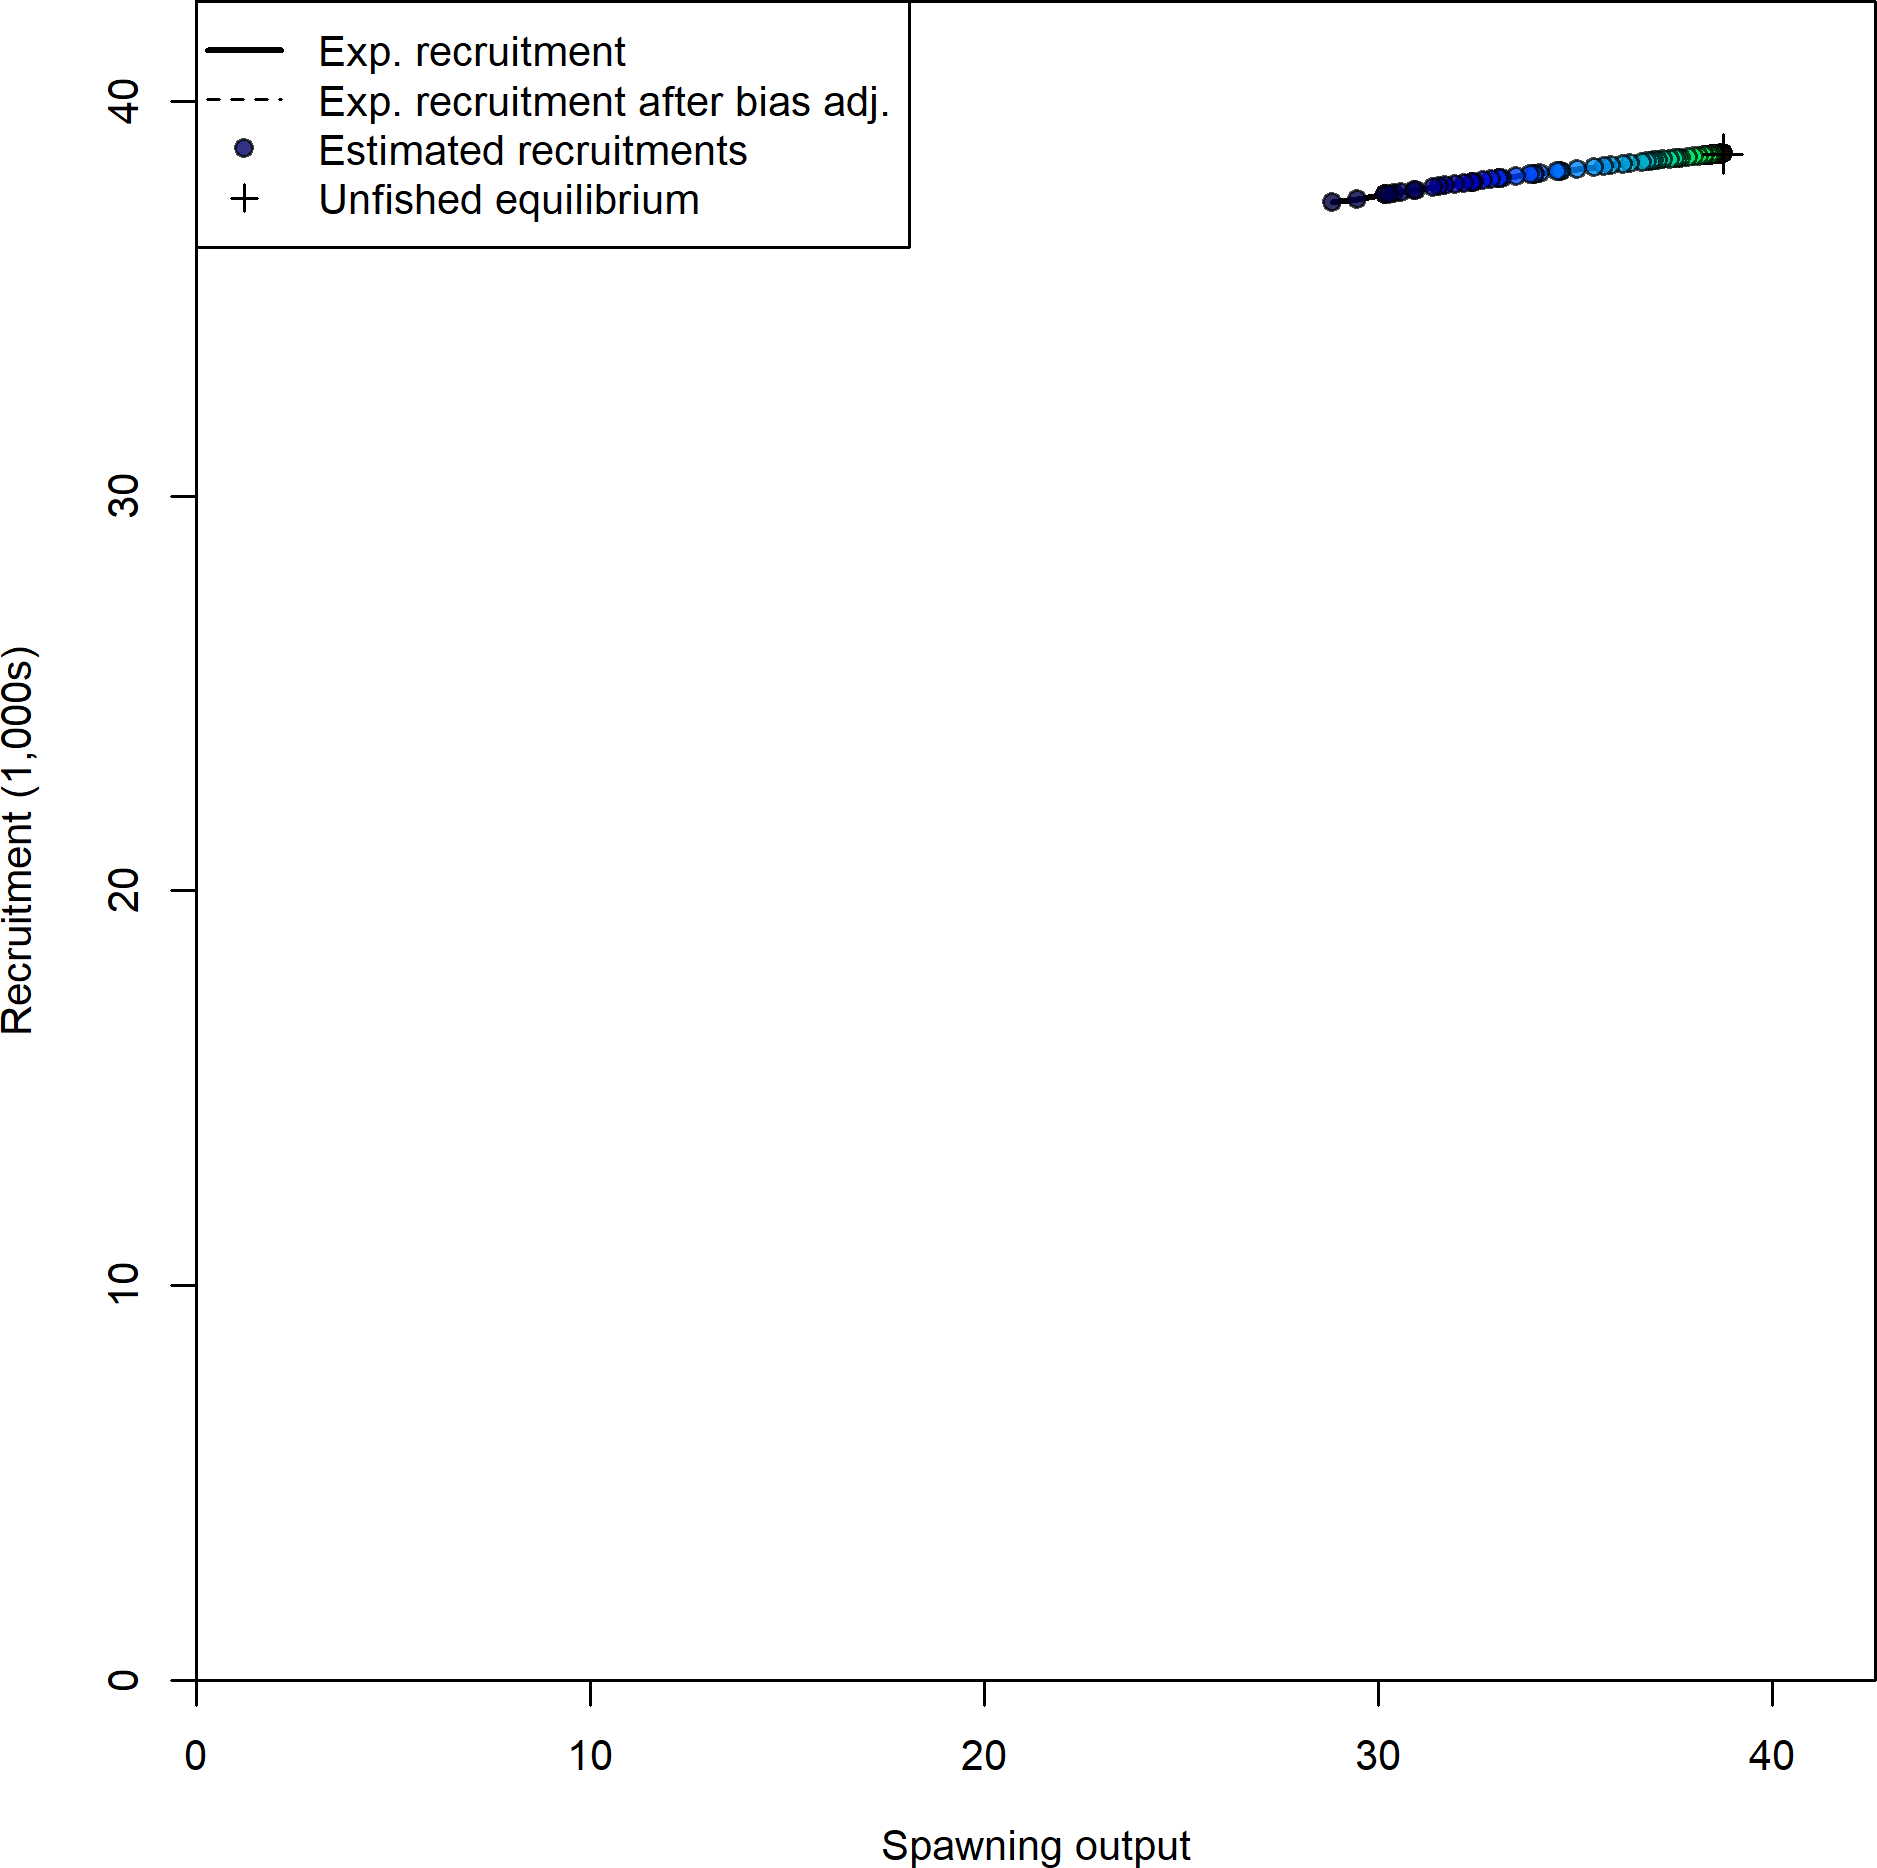 Exp. recruitment
Exp. recruitment after bias adj.
Estimated recruitments
Unfished equilibrium
40
30
20
10
0
Recruitment (1,000s)
0 10 20 30 40
Spawning output